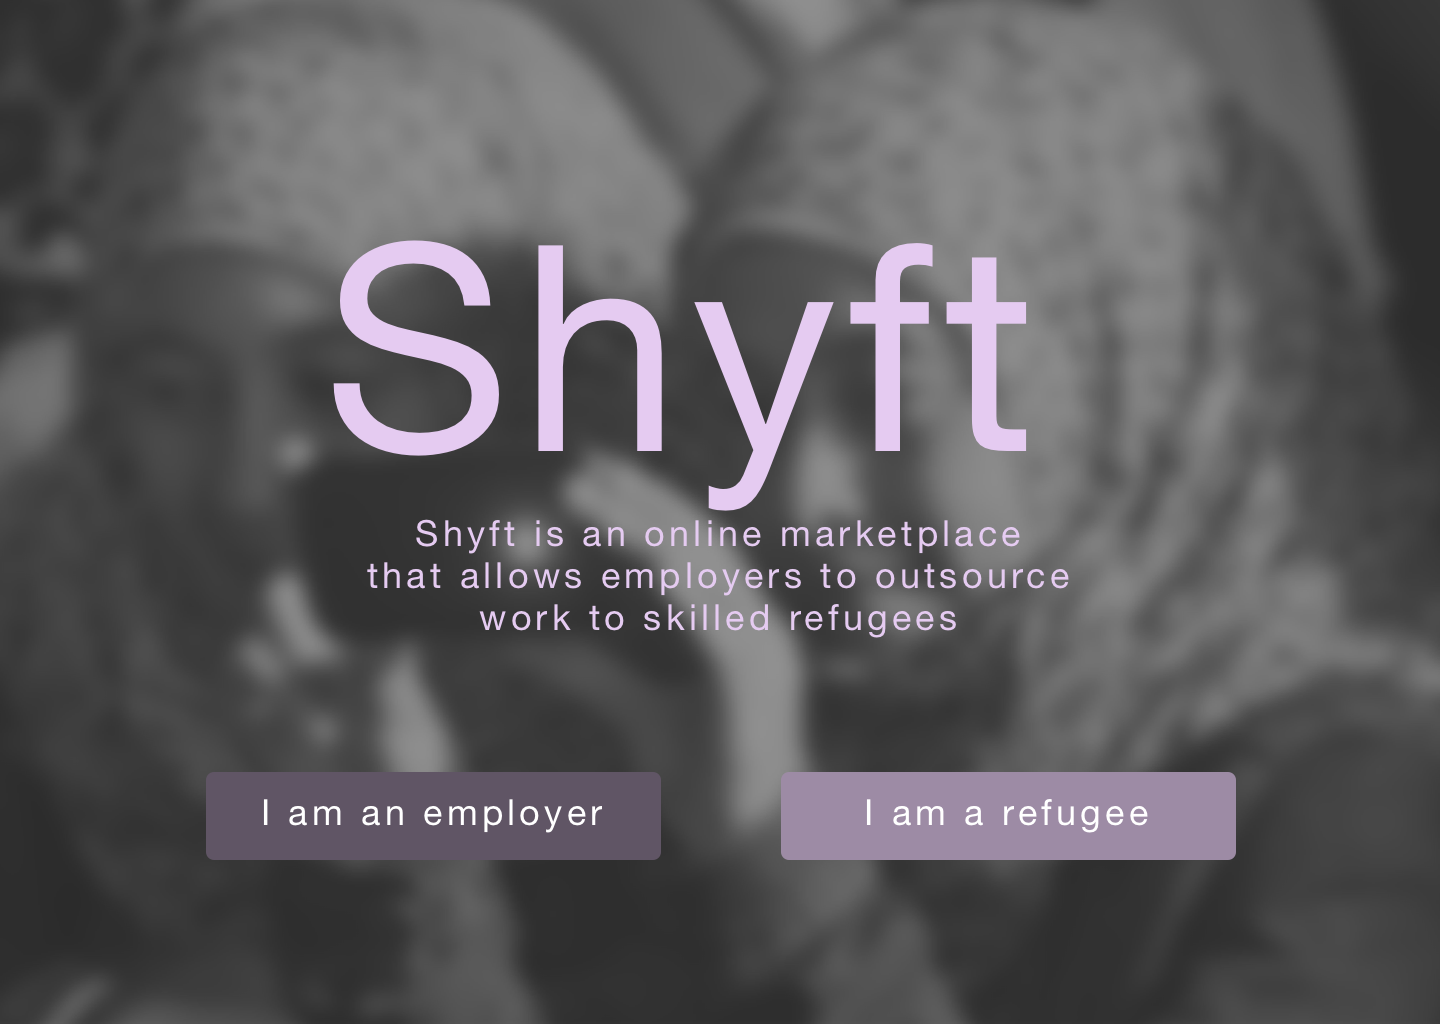 Shyft
Shyft is an online marketplace
that allows employers to outsource
work to skilled refugees
I am an employer
I am a refugee